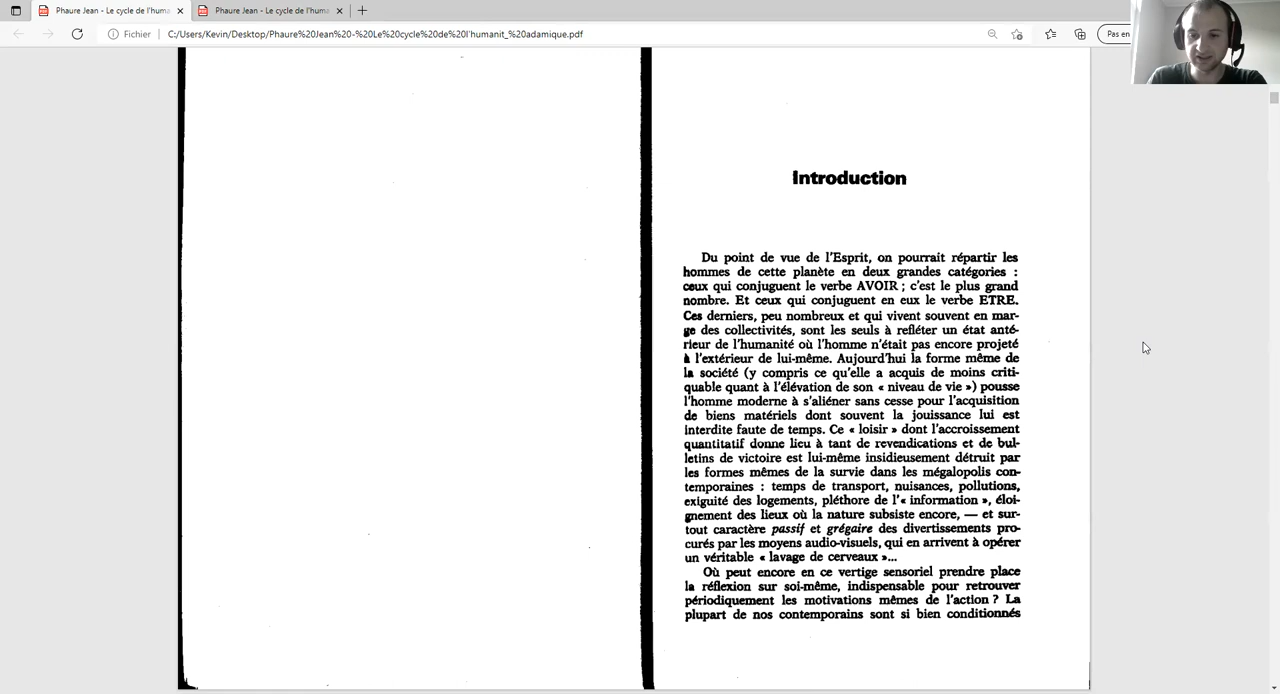 Phaure Jean - Le cycle de l'huma
Phaure Jean - Le cycle de l'huma
Fichier
C:/Users/Kevin/Desktop/Phaure%20Jean%20-%20Le%20cycle%20de%20l'humanit_%20adamique.pdf
Pas en
Introduction
Du point de vue de l'Esprit, on pourrait répartir les
hommes de cette planète en deux grandes catégories :
ceux qui conjuguent le verbe AVOIR ; c'est le plus grand
nombre. Et ceux qui conjuguent en eux le verbe ETRE.
Ces derniers, peu nombreux et qui vivent souvent en mar-
ge des collectivités, sont les seuls à refléter un état anté-
rieur de l'humanité où l'homme n'était pas encore projeté
à l'extérieur de lui-même. Aujourd'hui la forme même de
la société (y compris ce qu'elle a acquis de moins criti-
quable quant à l'élévation de son « niveau de vie ») pousse
l'homme moderne à s'aliéner sans cesse pour l'acquisition
de biens matériels dont souvent la jouissance lui est
interdite faute de temps. Ce « loisir » dont l'accroissement
quantitatif donne lieu à tant de revendications et de bul-
letins de victoire est lui-même insidieusement détruit par
les formes mêmes de la survie dans les mégalopolis con-
temporaines : temps de transport, nuisances, pollutions,
exiguité des logements, pléthore de l'« information », éloi-
gnement des lieux où la nature subsiste encore, — et sur-
tout caractère passif et grégaire des divertissements pro-
curés par les moyens audio-visuels, qui en arrivent à opérer
un véritable « lavage de cerveaux »...
Où peut encore en ce vertige sensoriel prendre place
la réflexion sur soi-même, indispensable pour retrouver
périodiquement les motivations mêmes de l'action ? La
plupart de nos contemporains sont si bien conditionnés